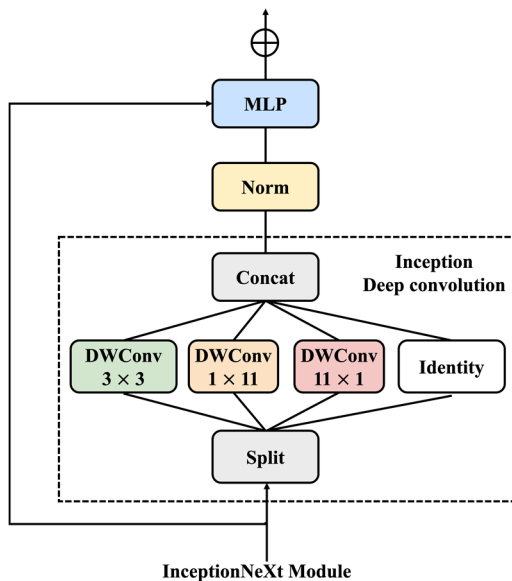 MLP
Norm
Concat
Inception
Deep convolution
DWConv
3 × 3
DWConv
1 × 11
DWConv
11 × 1
Identity
Split
InceptionNeXt Module